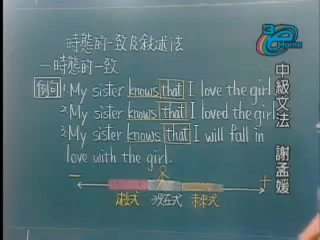 時態的一致及敍述法
一時態的一致
例句 1. My sister knows that I love the girl.
2. My sister knows that I loved the girl.
3. My sister knows that I will fall in
love with the girl.
− +
過去式 現在式 未來式
中級文法 謝孟媛
Home